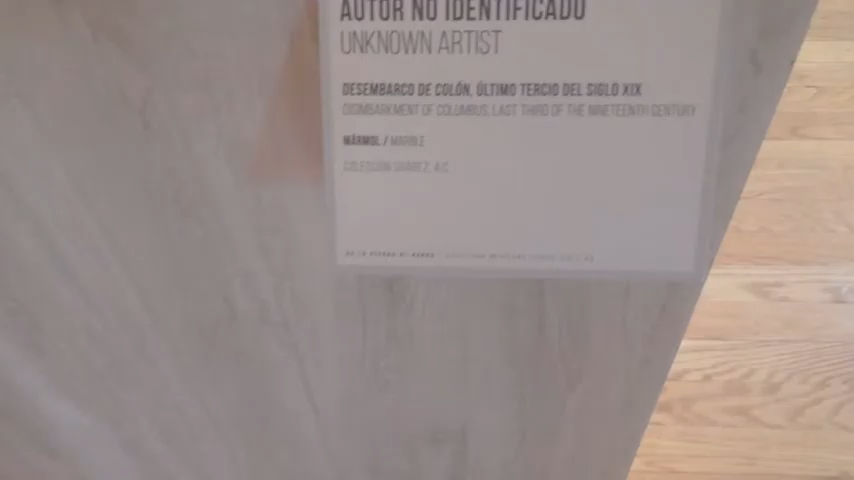 AUTOR NO IDENTIFICADO
UNKNOWN ARTIST
DESEMBARCO DE COLÓN, ÚLTIMO TERCIO DEL SIGLO XIX
DISIMBARKMENT OF COLUMBUS, LAST THIRD OF THE NINETEENTH CENTURY
MÁRMOL / MARBLE
COLECCIÓN SUÁREZ, A.C.